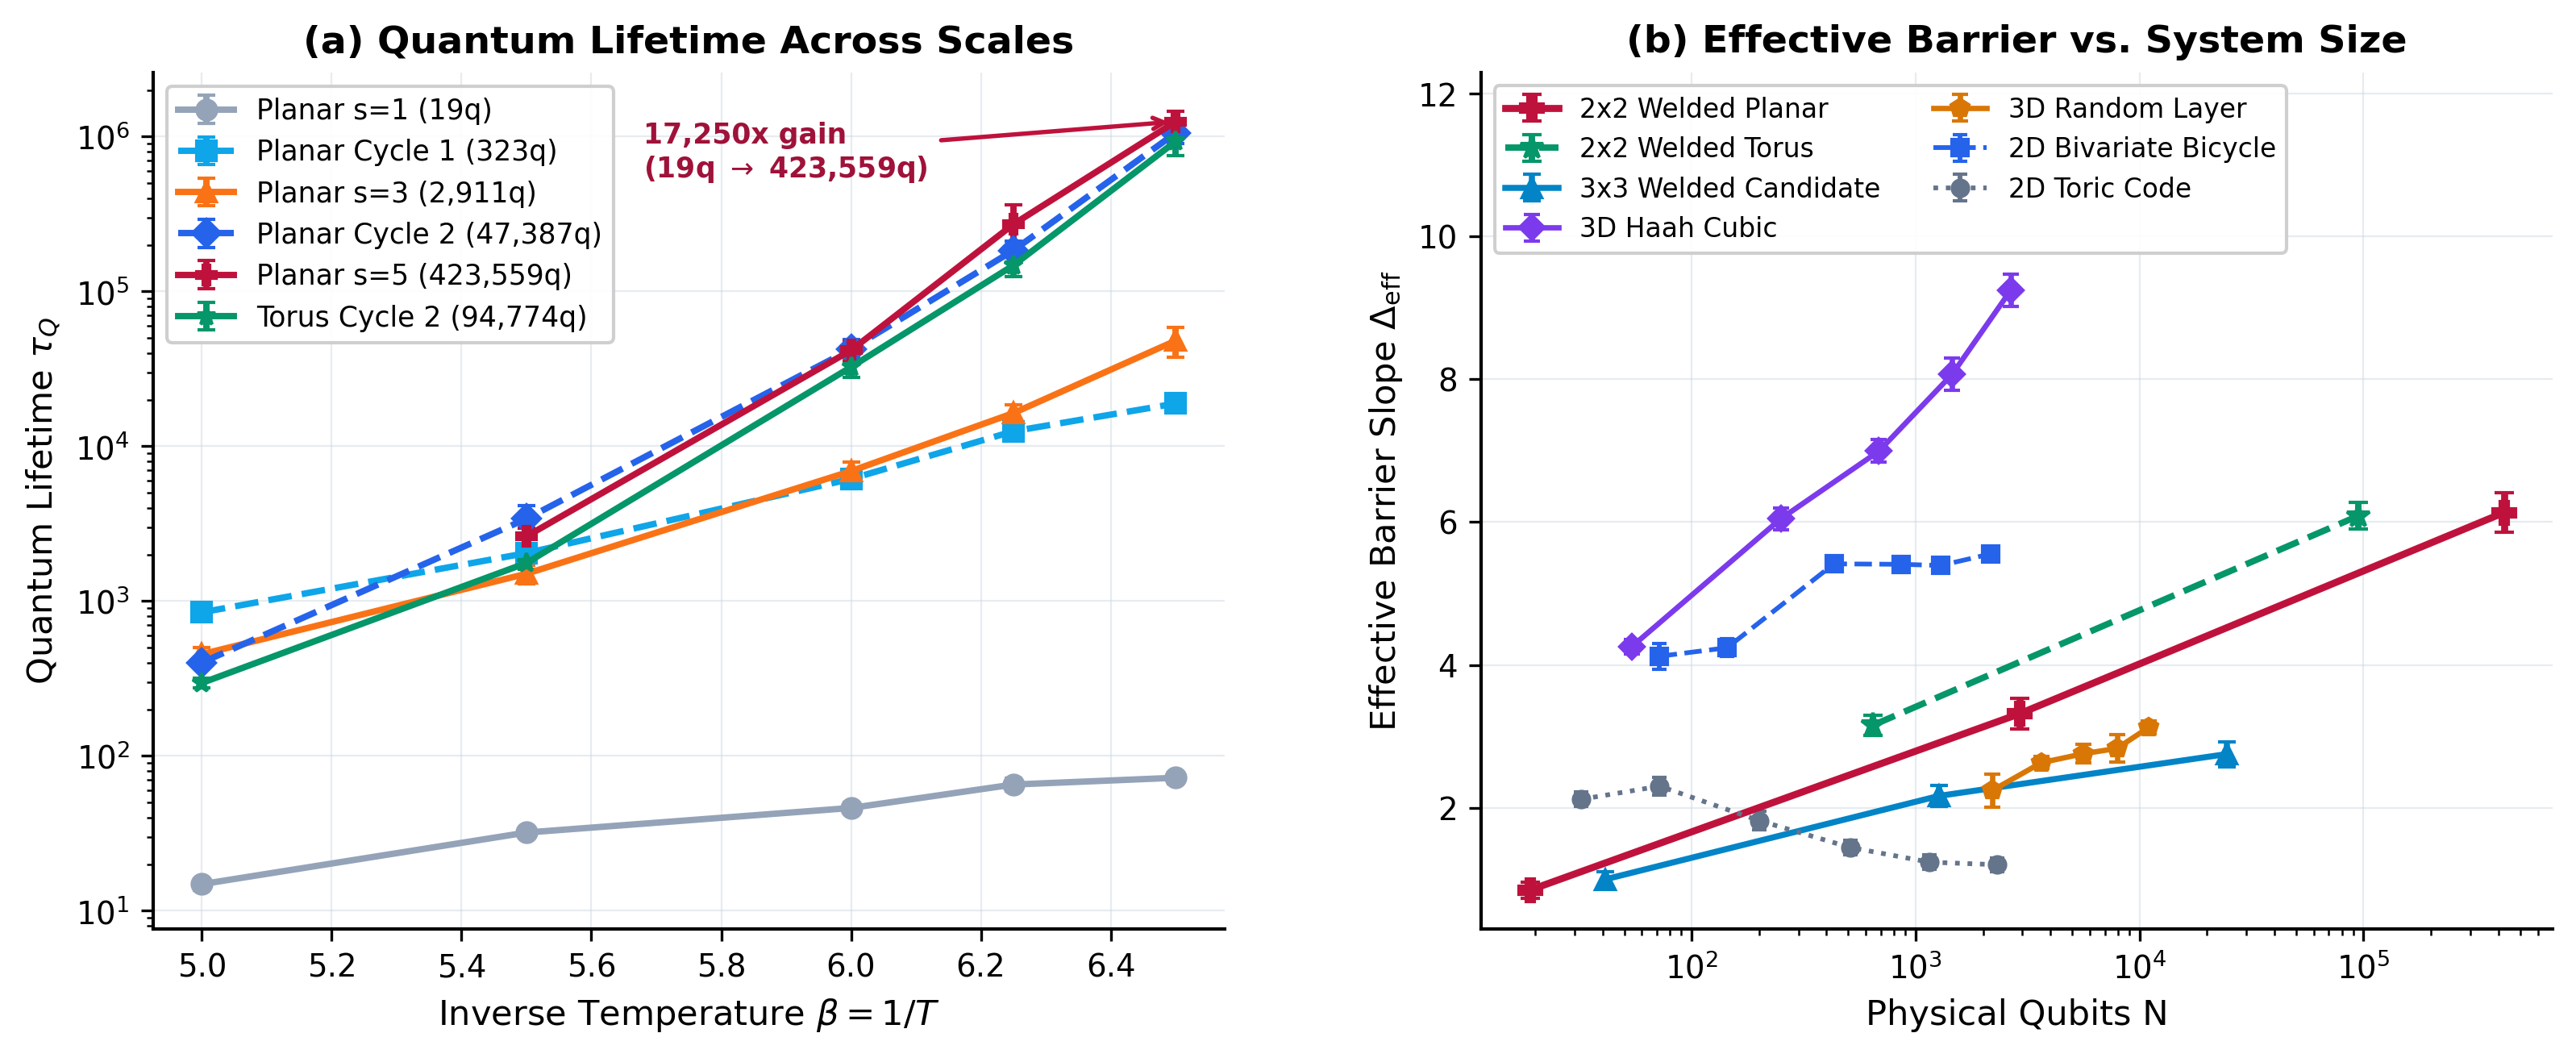 (a) Quantum Lifetime Across Scales
Quantum Lifetime τ_Q
10^6
10^5
10^4
10^3
10^2
10^1
Planar s=1 (19q)
Planar Cycle 1 (323q)
Planar s=3 (2,911q)
Planar Cycle 2 (47,387q)
Planar s=5 (423,559q)
Torus Cycle 2 (94,774q)
17,250x gain
(19q → 423,559q)
5.0 5.2 5.4 5.6 5.8 6.0 6.2 6.4
Inverse Temperature β = 1/T
(b) Effective Barrier vs. System Size
Effective Barrier Slope Δ_eff
12
10
8
6
4
2
2x2 Welded Planar
2x2 Welded Torus
3x3 Welded Candidate
3D Haah Cubic
3D Random Layer
2D Bivariate Bicycle
2D Toric Code
10^2 10^3 10^4 10^5
Physical Qubits N